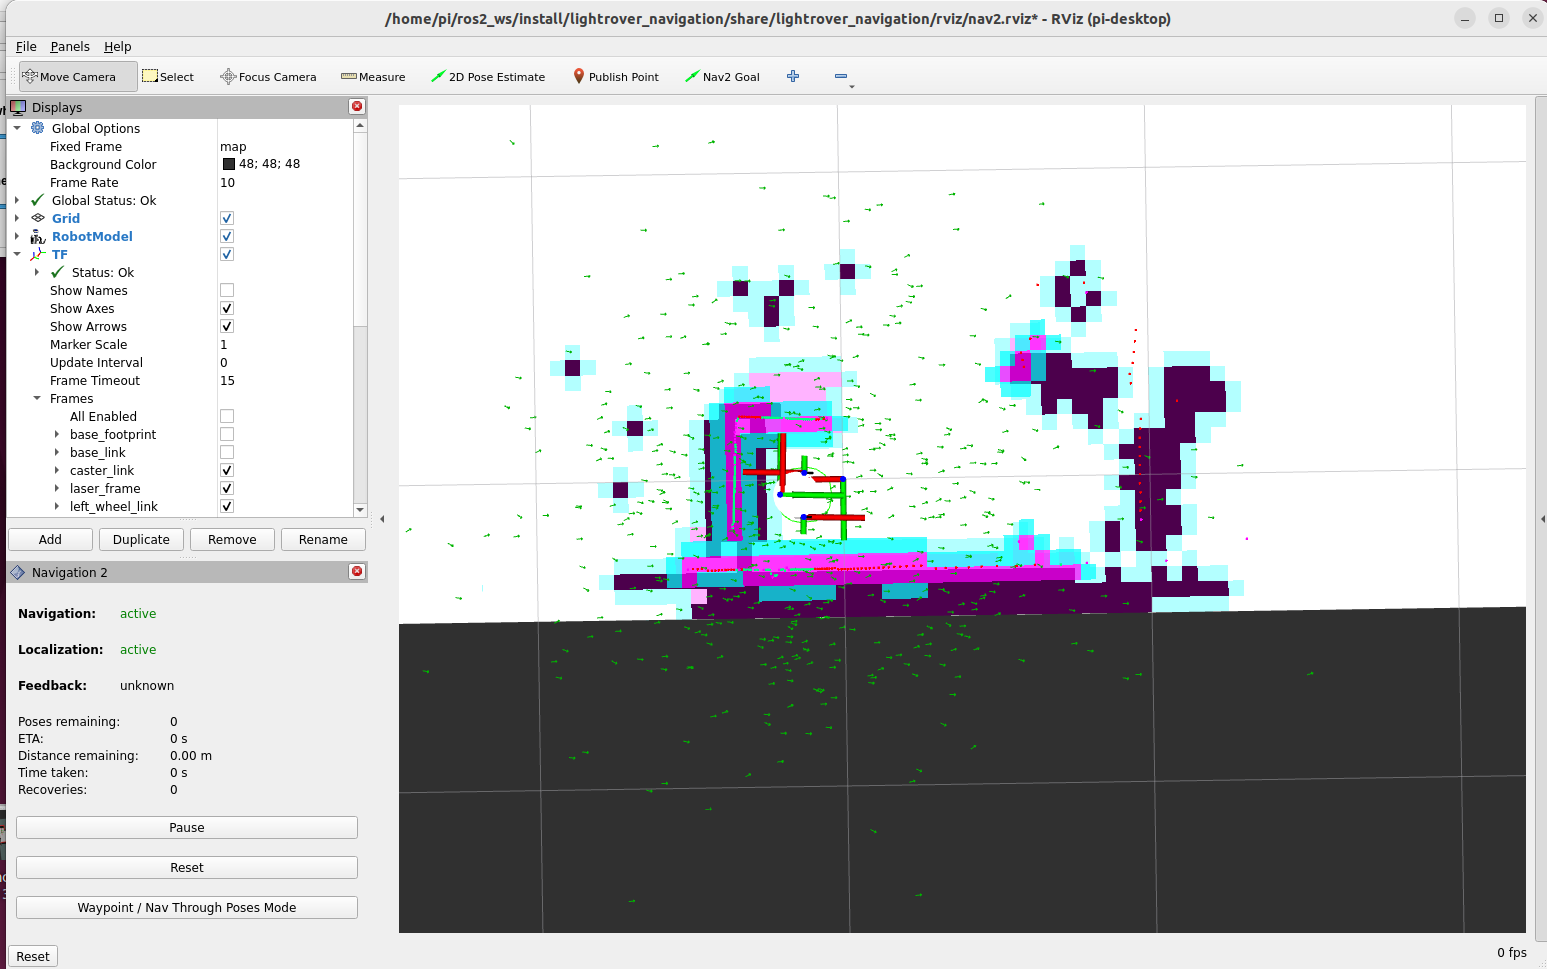 /home/pi/ros2_ws/install/lightrover_navigation/share/lightrover_navigation/rviz/nav2.rviz* - RViz (pi-desktop)
File Panels Help
Move Camera Select Focus Camera Measure 2D Pose Estimate Publish Point Nav2 Goal
Displays
Global Options
Fixed Frame map
Background Color 48; 48; 48
Frame Rate 10
Global Status: Ok
Grid
RobotModel
TF
Status: Ok
Show Names
Show Axes
Show Arrows
Marker Scale 1
Update Interval 0
Frame Timeout 15
Frames
All Enabled
base_footprint
base_link
caster_link
laser_frame
left_wheel_link
Add Duplicate Remove Rename
Navigation 2
Navigation: active
Localization: active
Feedback: unknown
Poses remaining: 0
ETA: 0 s
Distance remaining: 0.00 m
Time taken: 0 s
Recoveries: 0
Pause
Reset
Waypoint / Nav Through Poses Mode
Reset 0 fps